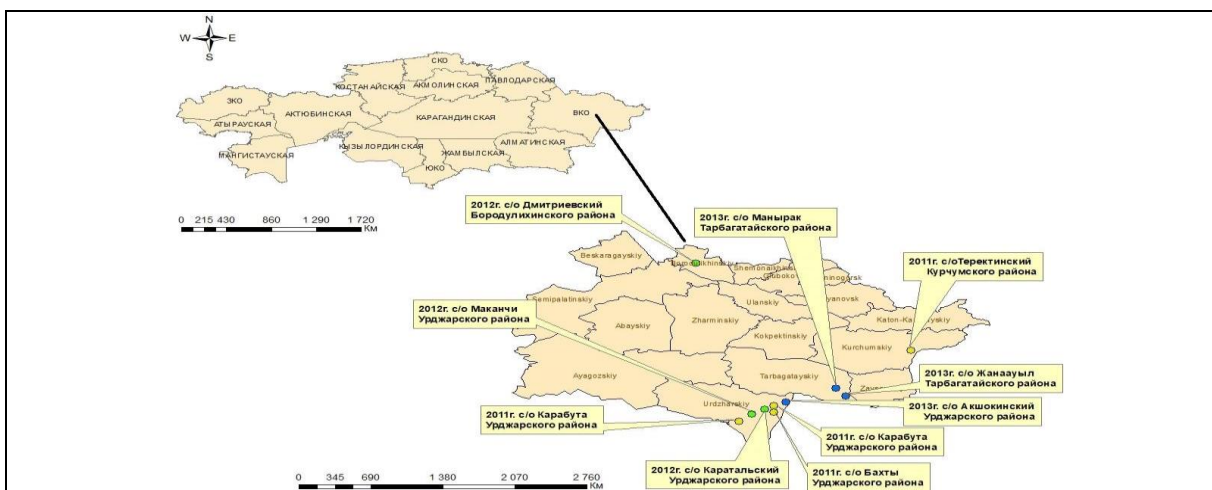 N
W E
S
СКО
КОСТАНАЙСКАЯ АКМОЛИНСКАЯ ПАВЛОДАРСКАЯ
ЗКО
АКТЮБИНСКАЯ КАРАГАНДИНСКАЯ ВКО
АТЫРАУСКАЯ
МАНГИСТАУСКАЯ КЫЗЫЛОРДИНСКАЯ ЖАМБЫЛСКАЯ АЛМАТИНСКАЯ
ЮКО
0 215 430 860 1 290 1 720
Км
2012г. с/о Дмитриевский
Бородулихинского района
2013г. с/о Манырак
Тарбагатайского района
2011г. с/оТеректинский
Курчумского района
2012г. с/о Маканчи
Урджарского района
Beskaragayskiy
Semipalatinskiy
Ulanskiy
Abayskiy
Zharminskiy
Kokpektinskiy
Kurchumskiy
Ayagozskiy
Tarbagatayskiy
Urdzharskiy
2013г. с/о Жанаауыл
Тарбагатайского района
2013г. с/о Акшокинский
Урджарского района
2011г. с/о Карабута
Урджарского района
2011г. с/о Карабута
Урджарского района
2012г. с/о Каратальский
Урджарского района
2011г. с/о Бахты
Урджарского района
0 345 690 1 380 2 070 2 760
Км